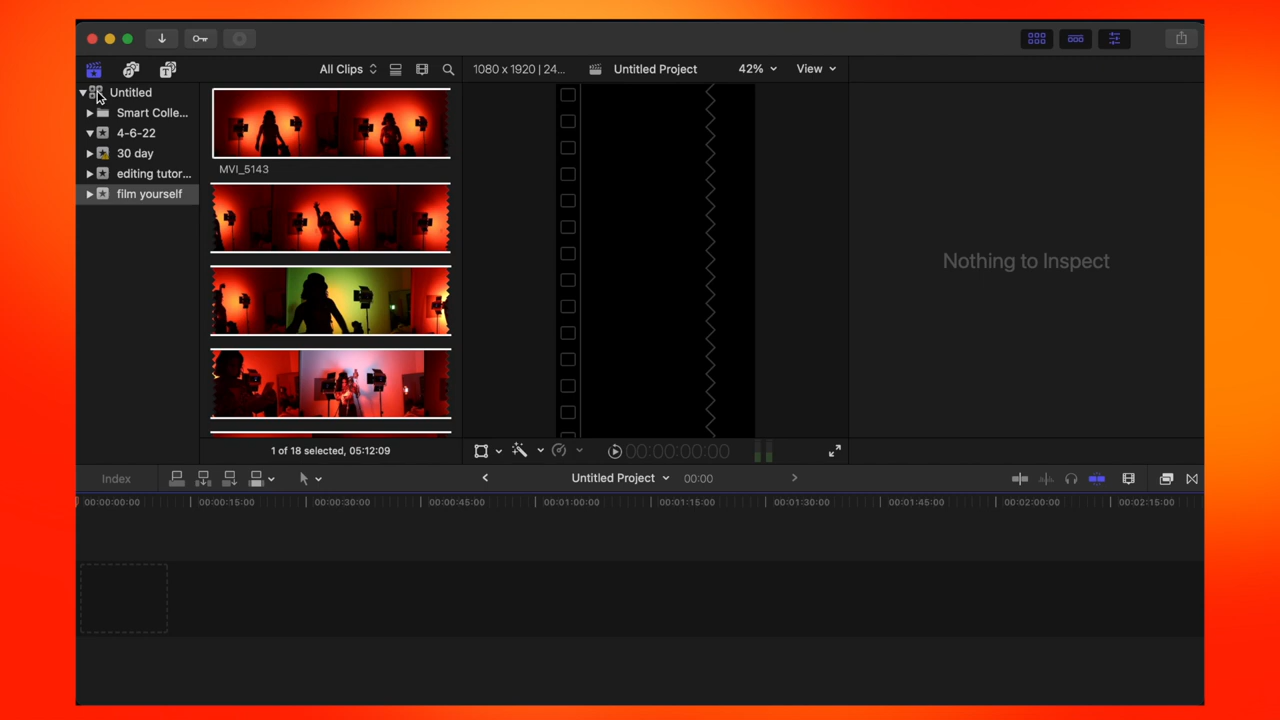 All Clips
1080 x 1920 | 24...
Untitled Project
42%
View
Untitled
Smart Colle...
4-6-22
30 day
editing tutor...
film yourself
MVI_5143
1 of 18 selected, 05:12:09
00:00:00:00
Nothing to Inspect
Index
Untitled Project
00:00
00:00:00:00
00:00:15:00
00:00:30:00
00:00:45:00
00:01:00:00
00:01:15:00
00:01:30:00
00:01:45:00
00:02:00:00
00:02:15:00